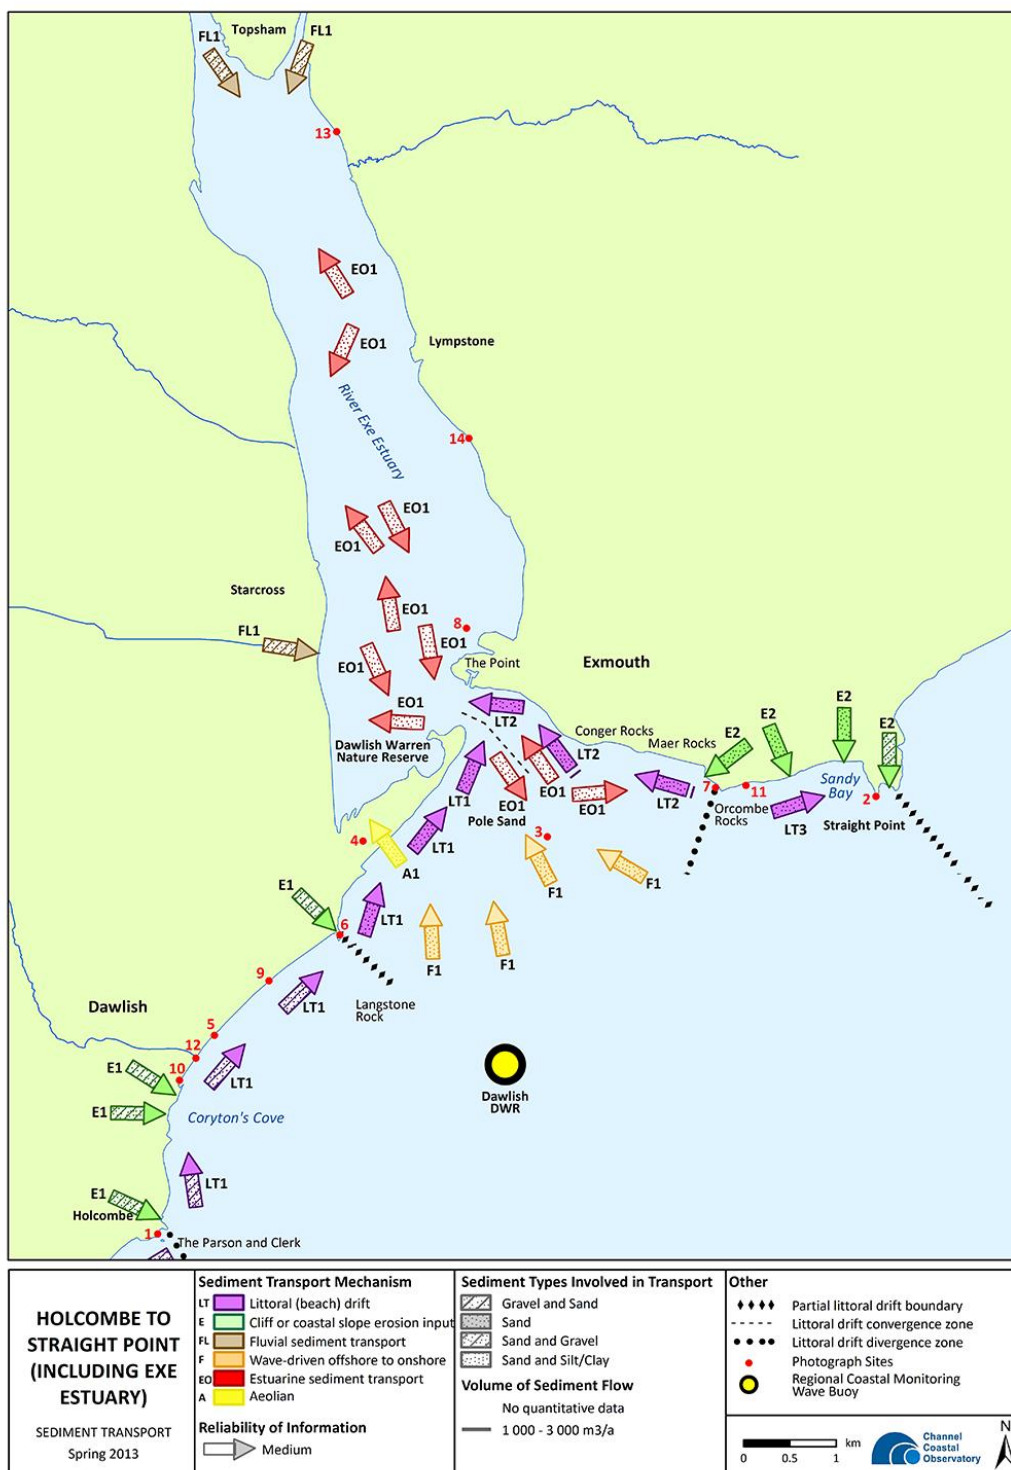 Topsham
FL1
FL1
13
EO1
EO1
Lympstone
River Exe Estuary
14
EO1
EO1
Starcross
EO1
8
FL1
EO1
EO1
The Point
Exmouth
EO1
E2
E2
E2
E2
LT2
Conger Rocks
Maer Rocks
Dawlish Warren
Nature Reserve
LT2
Sandy
Bay
LT1
EO1
EO1
EO1
LT2
7
11
2
Pole Sand
Orcombe
Rocks
LT3
Straight Point
4
LT1
3
A1
F1
F1
E1
6
LT1
F1
F1
9
LT1
Langstone
Rock
Dawlish
5
12
E1
10
LT1
Dawlish
DWR
E1
Coryton's Cove
E1
LT1
Holcombe
1
The Parson and Clerk
HOLCOMBE TO
STRAIGHT POINT
(INCLUDING EXE
ESTUARY)
SEDIMENT TRANSPORT
Spring 2013
Sediment Transport Mechanism
LT Littoral (beach) drift
E Cliff or coastal slope erosion input
FL Fluvial sediment transport
F Wave-driven offshore to onshore
EO Estuarine sediment transport
A Aeolian
Reliability of Information
Medium
Sediment Types Involved in Transport
Gravel and Sand
Sand
Sand and Gravel
Sand and Silt/Clay
Volume of Sediment Flow
No quantitative data
1 000 - 3 000 m3/a
Other
Partial littoral drift boundary
Littoral drift convergence zone
Littoral drift divergence zone
Photograph Sites
Regional Coastal Monitoring
Wave Buoy
km
0 0.5 1
Channel
Coastal
Observatory
N